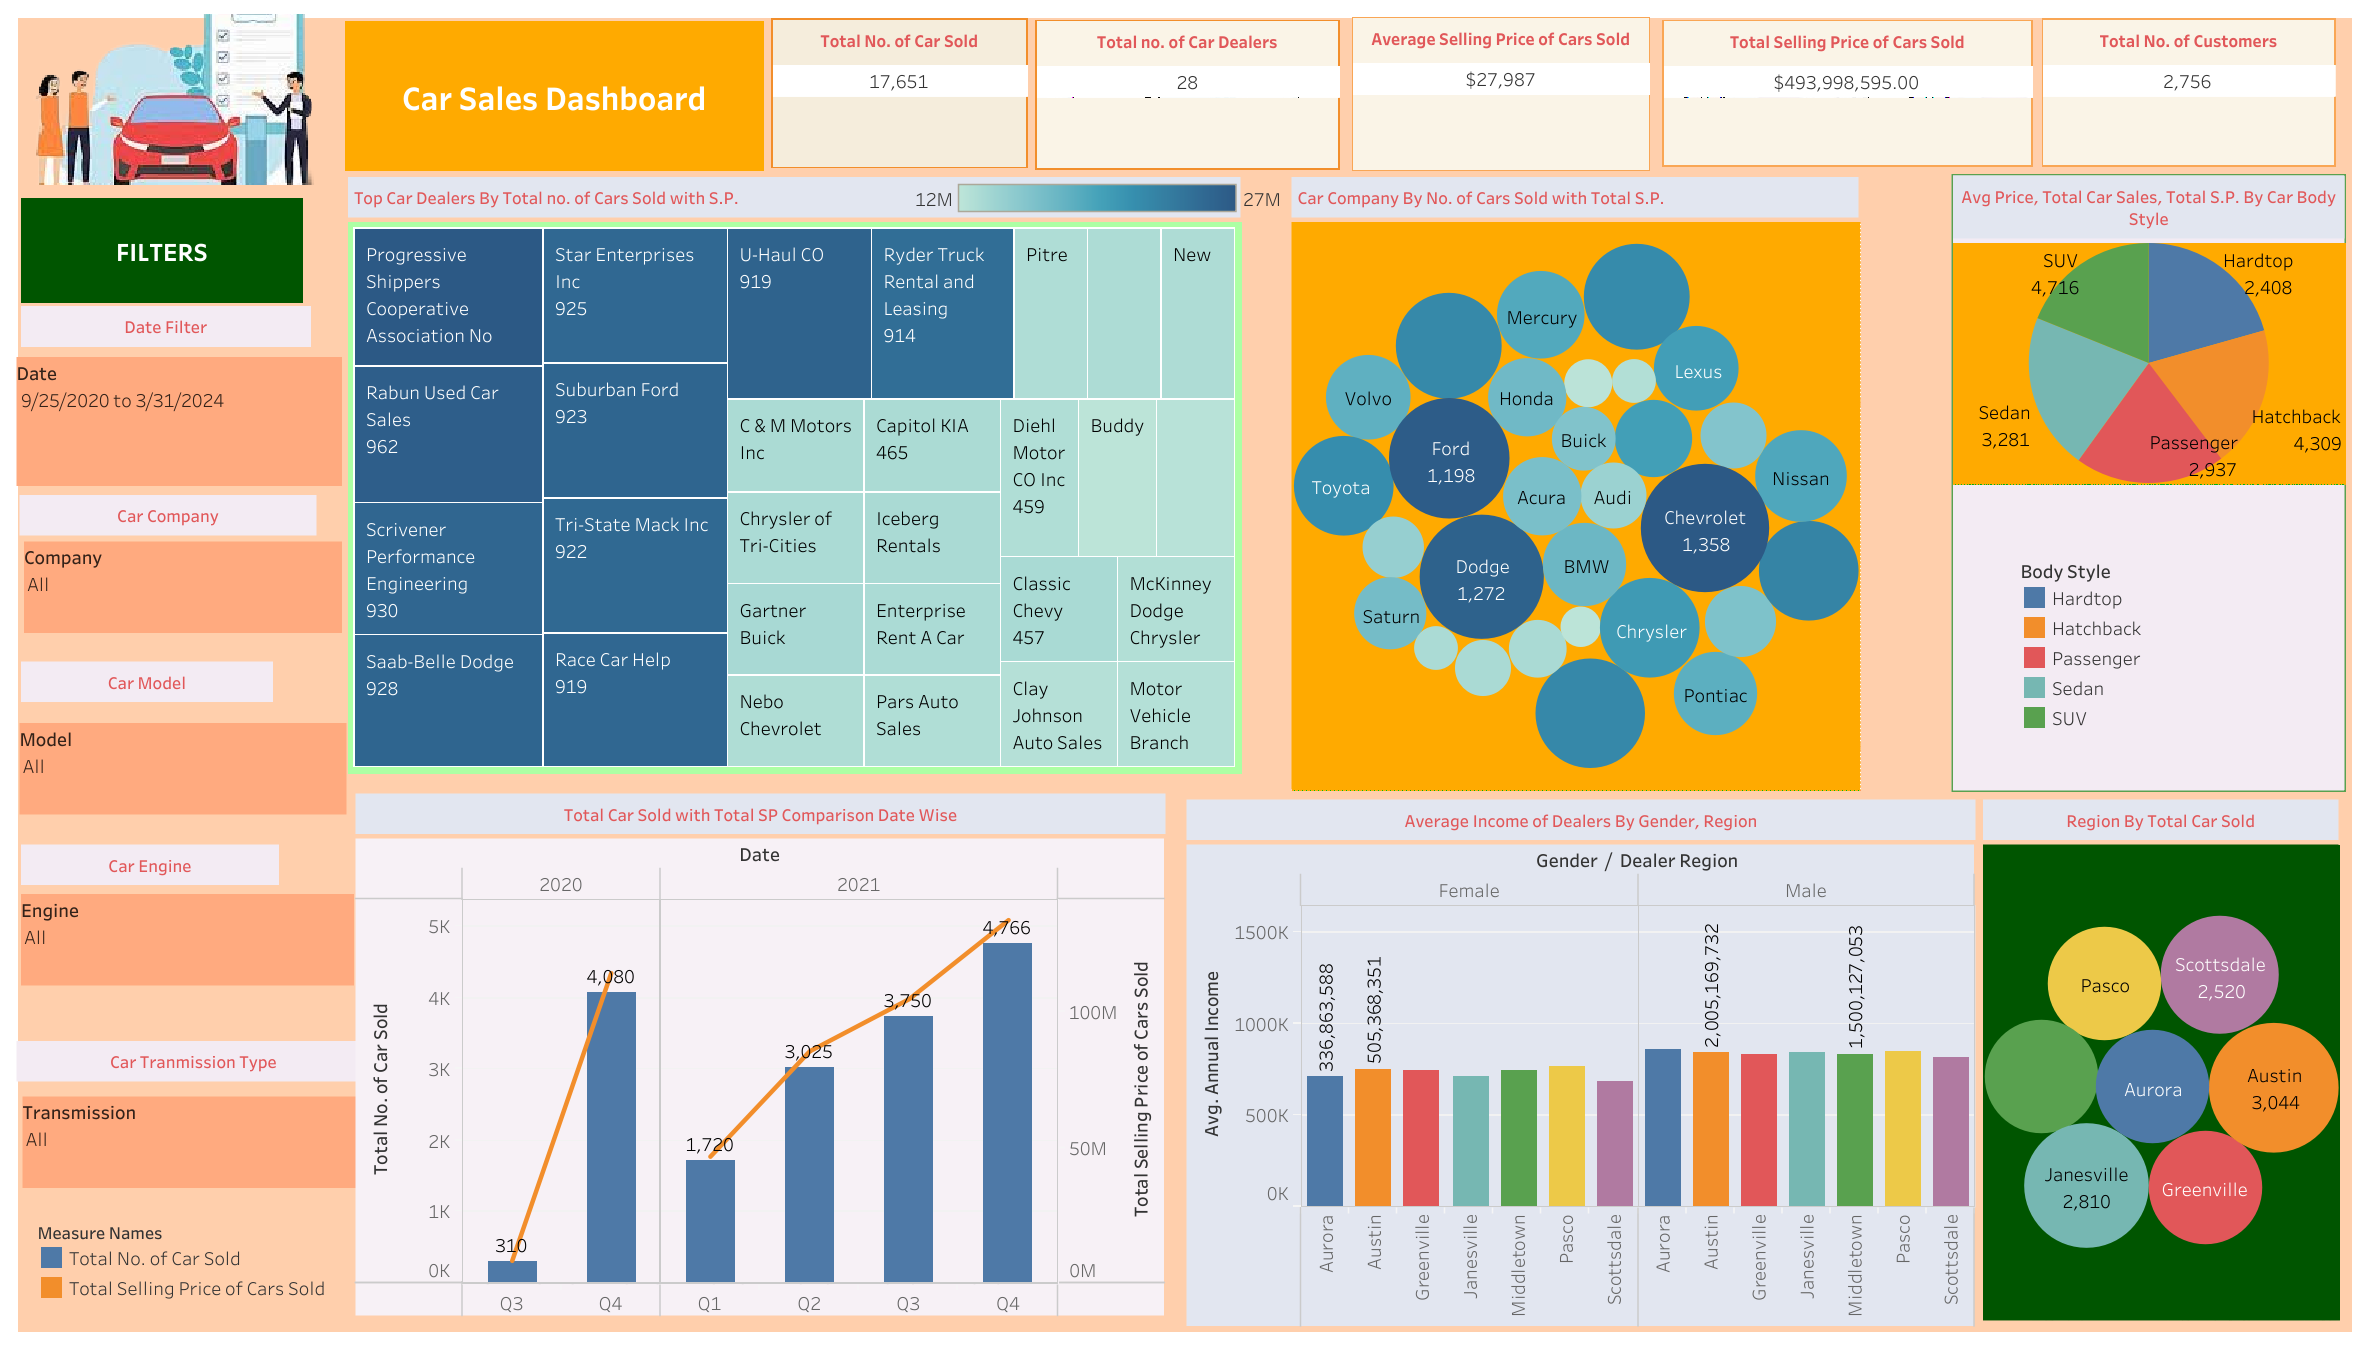 Car Sales Dashboard
Total No. of Car Sold
17,651
Total no. of Car Dealers
28
Average Selling Price of Cars Sold
$27,987
Total Selling Price of Cars Sold
$493,998,595.00
Total No. of Customers
2,756
FILTERS
Date Filter
Date
9/25/2020 to 3/31/2024
Car Company
Company
All
Car Model
Model
All
Car Engine
Engine
All
Car Tranmission Type
Transmission
All
Measure Names
Total No. of Car Sold
Total Selling Price of Cars Sold
Top Car Dealers By Total no. of Cars Sold with S.P.
12M
27M
Progressive
Shippers
Cooperative
Association No
Rabun Used Car
Sales
962
Scrivener
Performance
Engineering
930
Saab-Belle Dodge
928
Star Enterprises
Inc
925
Suburban Ford
923
Tri-State Mack Inc
922
Race Car Help
919
U-Haul CO
919
Ryder Truck
Rental and
Leasing
914
Pitre
New
C & M Motors
Inc
Capitol KIA
465
Diehl
Motor
CO Inc
459
Buddy
Chrysler of
Tri-Cities
Iceberg
Rentals
Gartner
Buick
Enterprise
Rent A Car
Classic
Chevy
457
McKinney
Dodge
Chrysler
Nebo
Chevrolet
Pars Auto
Sales
Clay
Johnson
Auto Sales
Motor
Vehicle
Branch
Car Company By No. of Cars Sold with Total S.P.
Mercury
Lexus
Volvo
Honda
Buick
Ford
1,198
Toyota
Acura
Audi
Nissan
Chevrolet
1,358
Dodge
1,272
BMW
Saturn
Chrysler
Pontiac
Avg Price, Total Car Sales, Total S.P. By Car Body
Style
SUV
4,716
Hardtop
2,408
Sedan
3,281
Hatchback
4,309
Passenger
2,937
Body Style
Hardtop
Hatchback
Passenger
Sedan
SUV
Total Car Sold with Total SP Comparison Date Wise
Date
2020
2021
Total No. of Car Sold
5K
4K
3K
2K
1K
0K
310
4,080
1,720
3,025
3,750
4,766
100M
50M
0M
Total Selling Price of Cars Sold
Q3
Q4
Q1
Q2
Q3
Q4
Average Income of Dealers By Gender, Region
Gender / Dealer Region
Female
Male
Avg. Annual Income
1500K
1000K
500K
0K
336,863,588
505,368,351
2,005,169,732
1,500,127,053
Aurora
Austin
Greenville
Janesville
Middletown
Pasco
Scottsdale
Aurora
Austin
Greenville
Janesville
Middletown
Pasco
Scottsdale
Region By Total Car Sold
Pasco
Scottsdale
2,520
Aurora
Austin
3,044
Janesville
2,810
Greenville